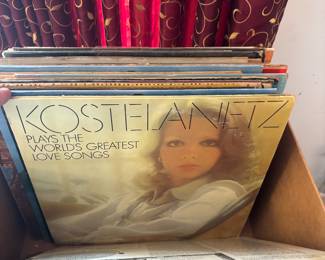 KOSTELANETZ
PLAYS THE
WORLD'S GREATEST
LOVE SONGS